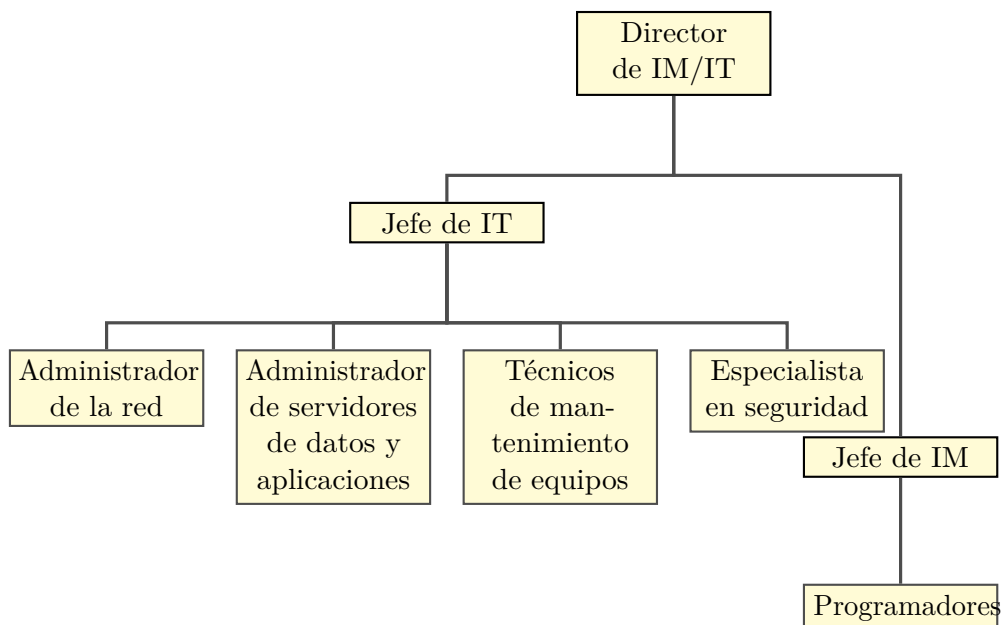 Director
de IM/IT
Jefe de IT
Administrador
de la red
Administrador
de servidores
de datos y
aplicaciones
Técnicos
de man-
tenimiento
de equipos
Especialista
en seguridad
Jefe de IM
Programadores